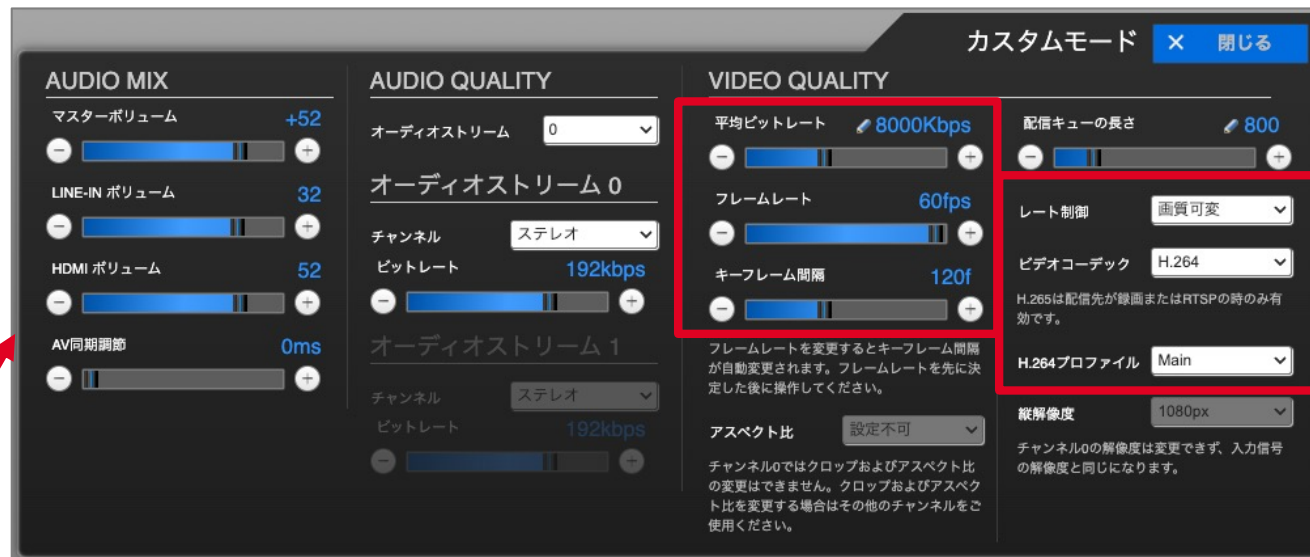 カスタムモード
× 閉じる
AUDIO MIX
マスターボリューム +52
LINE-IN ボリューム 32
HDMI ボリューム 52
AV同期調節 0ms
AUDIO QUALITY
オーディオストリーム 0
オーディオストリーム 0
チャンネル ステレオ
ビットレート 192kbps
オーディオストリーム 1
チャンネル ステレオ
ビットレート 192kbps
VIDEO QUALITY
平均ビットレート 8000Kbps
フレームレート 60fps
キーフレーム間隔 120f
フレームレートを変更するとキーフレーム間隔
が自動変更されます。フレームレートを先に決
定した後に操作してください。
アスペクト比 設定不可
チャンネル0ではクロップおよびアスペクト比
の変更はできません。クロップおよびアスペク
ト比を変更する場合はその他のチャンネルをご
使用ください。
配信キューの長さ 800
レート制御 画質可変
ビデオコーデック H.264
H.265は配信先が録画またはRTSPの時のみ有
効です。
H.264プロファイル Main
縦解像度 1080px
チャンネル0の解像度は変更できず、入力信号
の解像度と同じになります。